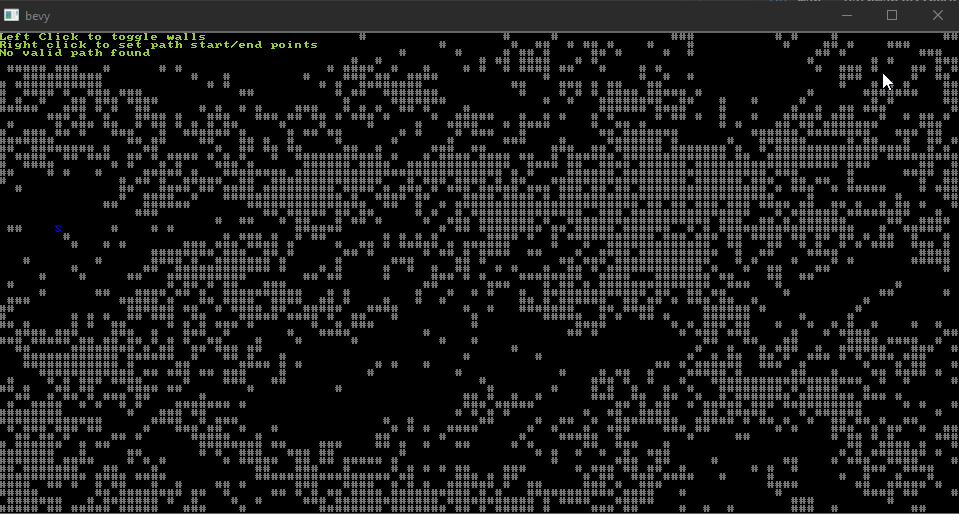 bevy
Left Click to toggle walls
Right click to set path start/end points
No valid path found